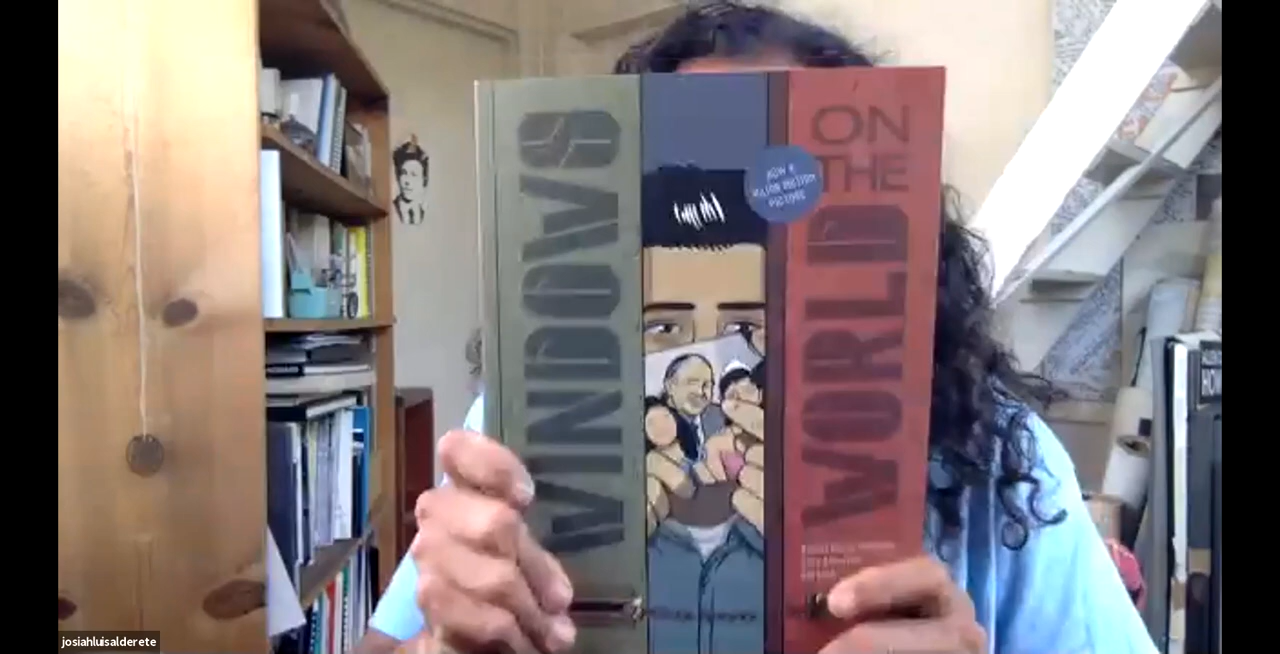 WINDOWS
ON
THE
WORLD
NOW A
MAJOR MOTION
PICTURE
josiahluisalderete